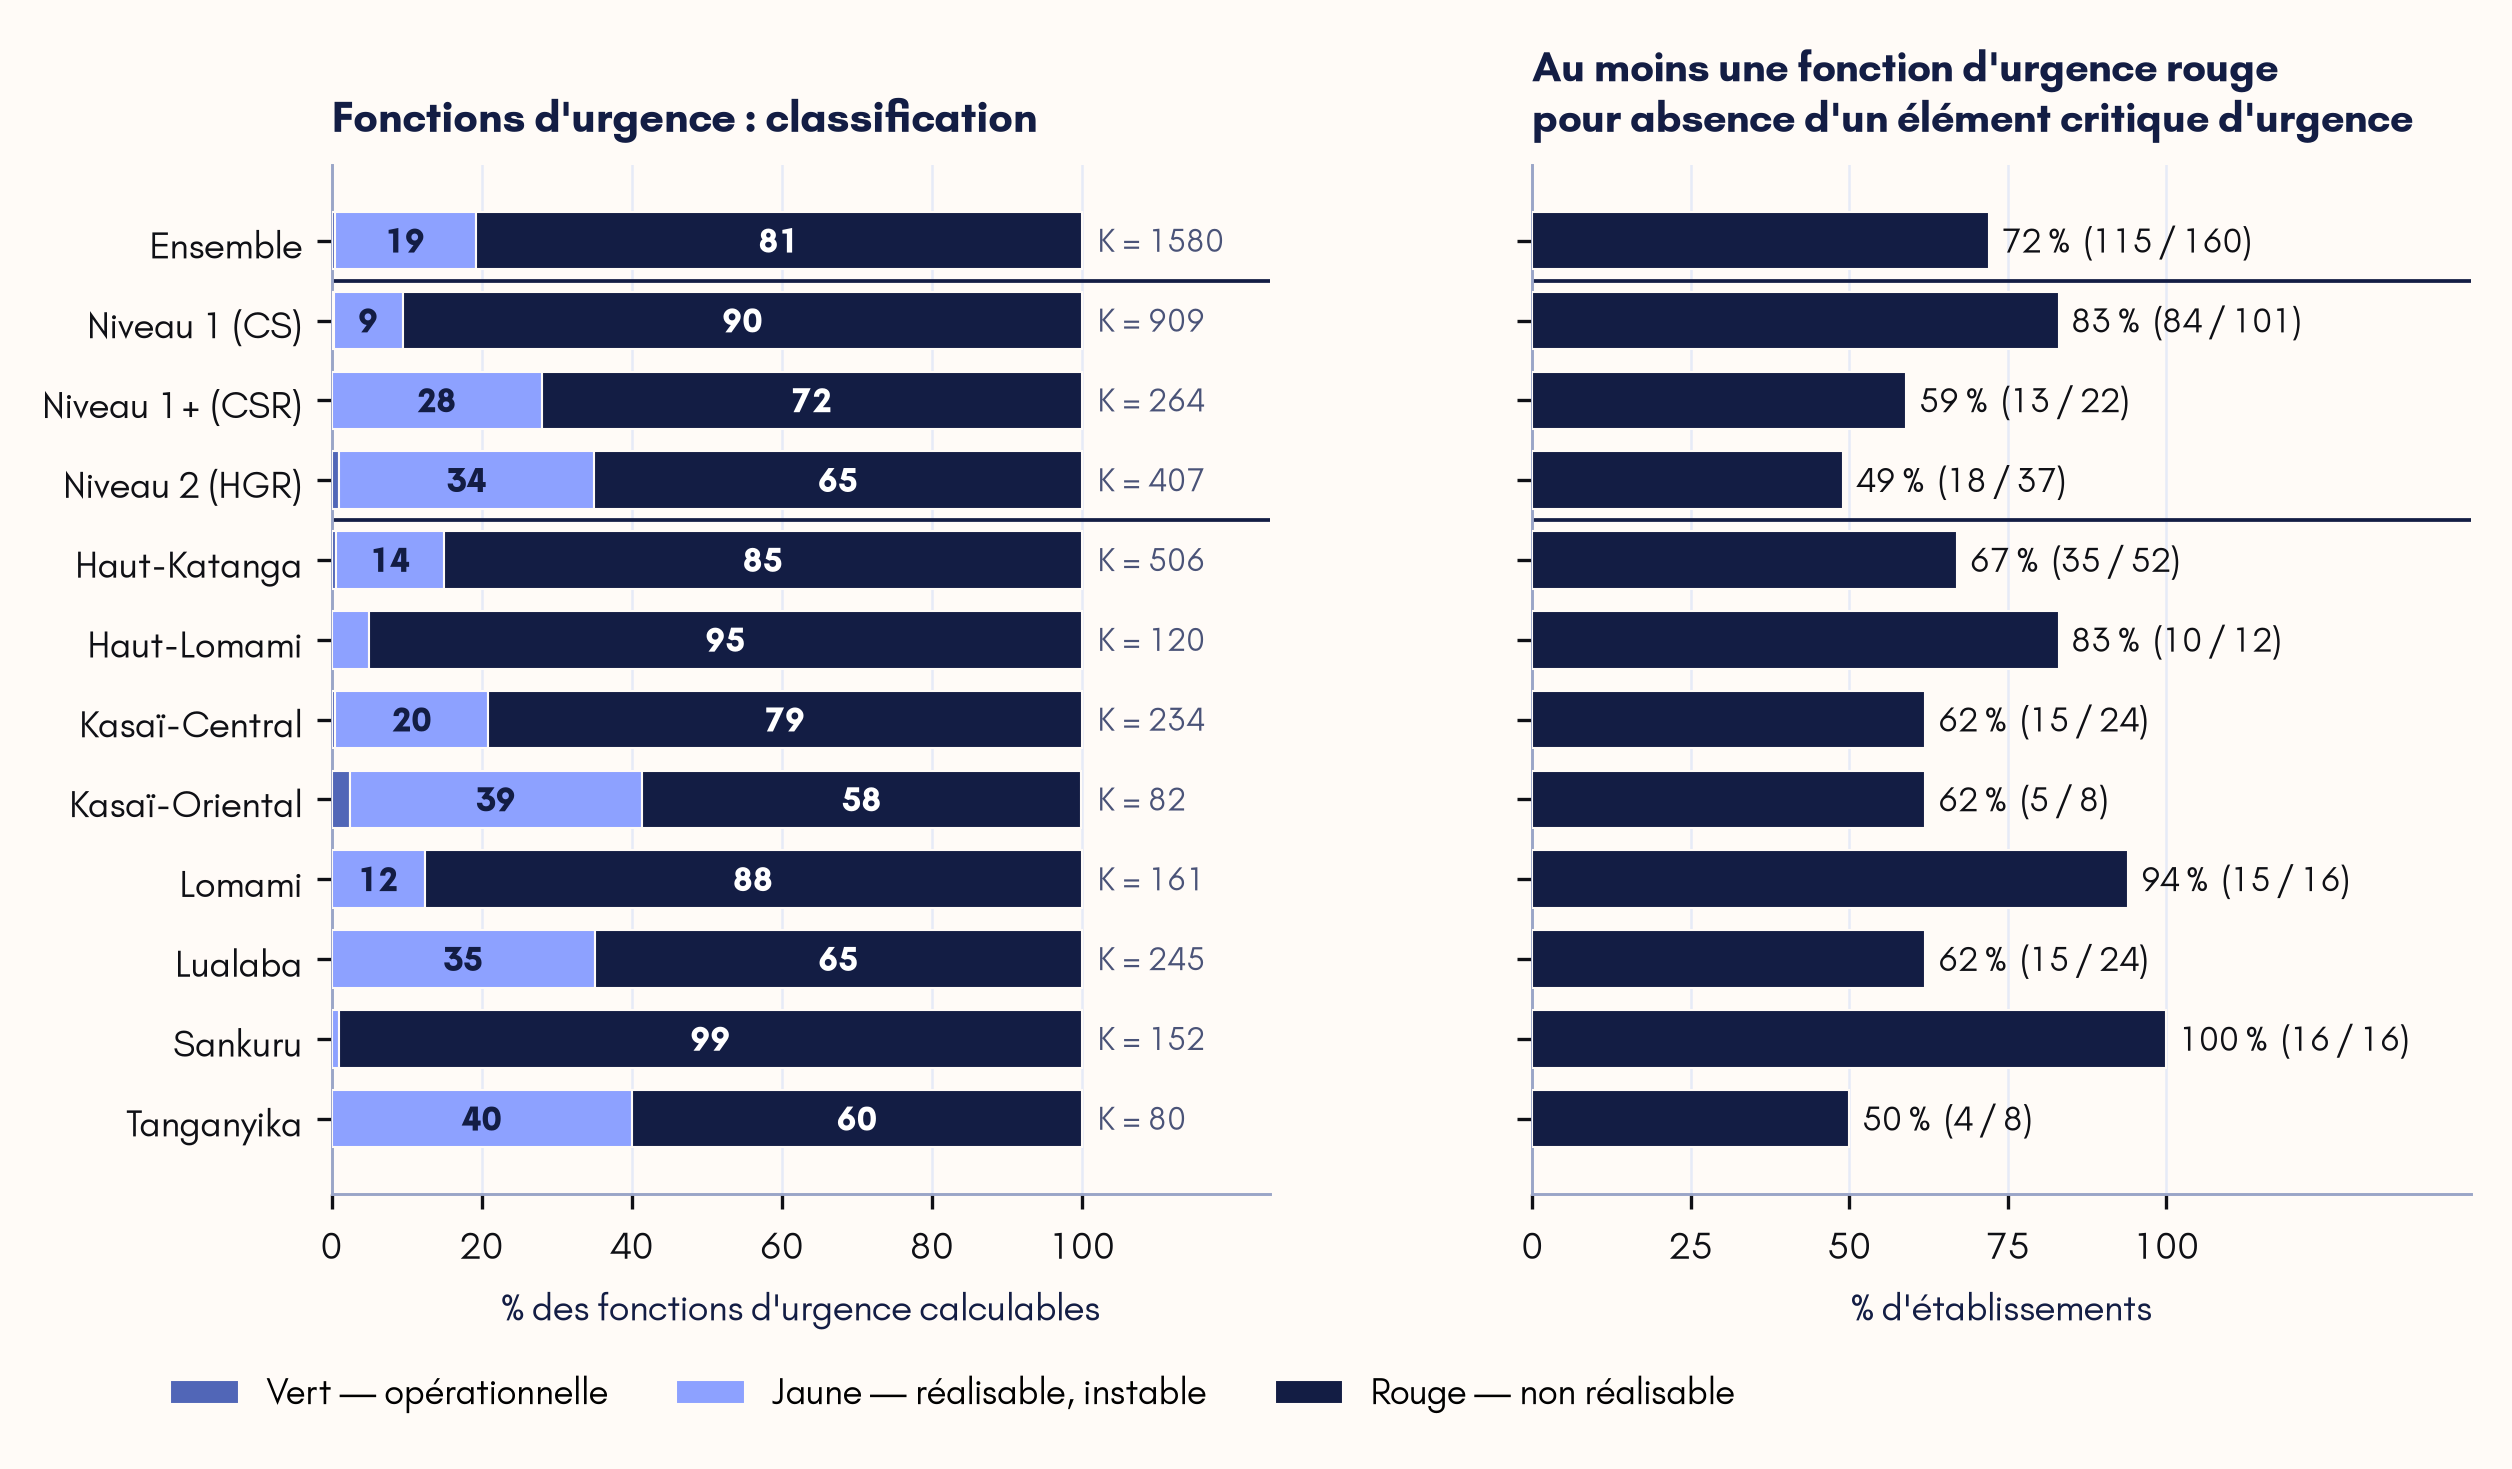 Fonctions d'urgence : classification
Ensemble 19 81 K = 1580
Niveau 1 (CS) 9 90 K = 909
Niveau 1+ (CSR) 28 72 K = 264
Niveau 2 (HGR) 34 65 K = 407
Haut-Katanga 14 85 K = 506
Haut-Lomami 95 K = 120
Kasaï-Central 20 79 K = 234
Kasaï-Oriental 39 58 K = 82
Lomami 12 88 K = 161
Lualaba 35 65 K = 245
Sankuru 99 K = 152
Tanganyika 40 60 K = 80
0 20 40 60 80 100
% des fonctions d'urgence calculables
Au moins une fonction d'urgence rouge
pour absence d'un élément critique d'urgence
72 % (115 / 160)
83 % (84 / 101)
59 % (13 / 22)
49 % (18 / 37)
67 % (35 / 52)
83 % (10 / 12)
62 % (15 / 24)
62 % (5 / 8)
94 % (15 / 16)
62 % (15 / 24)
100 % (16 / 16)
50 % (4 / 8)
0 25 50 75 100
% d'établissements
Vert — opérationnelle
Jaune — réalisable, instable
Rouge — non réalisable